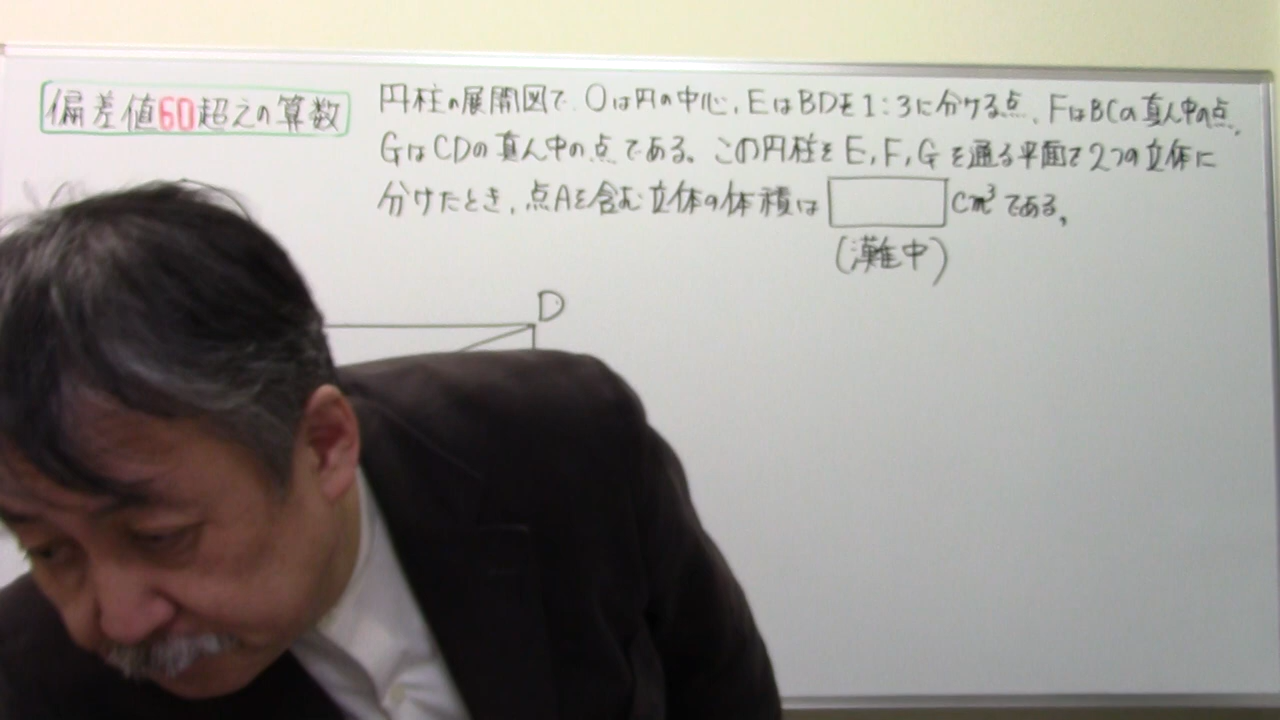 偏差値60超えの算数
円柱の展開図で、Oは円の中心、EはBDを1:3に分ける点、FはBCの真人中の点、
GはCDの真人中の点である。この円柱をE,F,Gを通る平面で2つの立体に
分けたとき、点Aを含む立体の体積は cm³である。
(灘中)
D